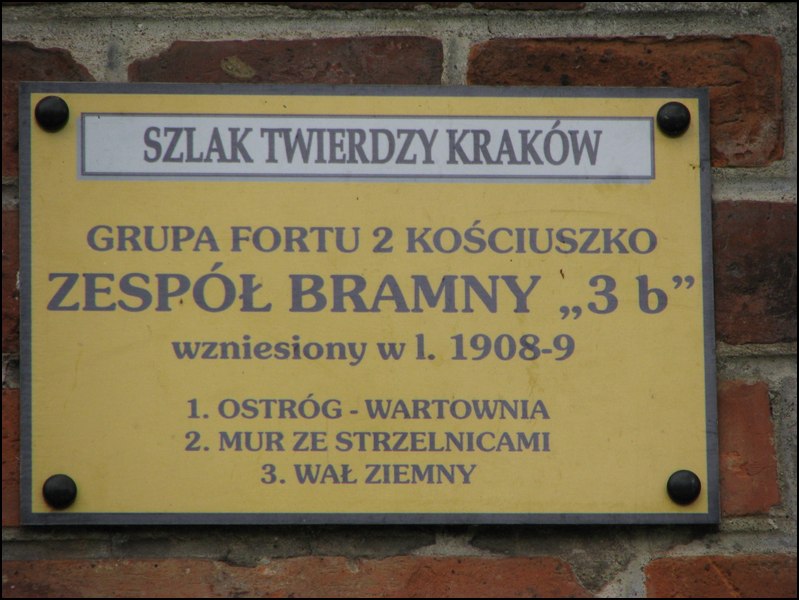 SZLAK TWIERDZY KRAKÓW
GRUPA FORTU 2 KOŚCIUSZKO
ZESPÓŁ BRAMNY „3 b”
wzniesiony w l. 1908-9
1. OSTRÓG - WARTOWNIA
2. MUR ZE STRZELNICAMI
3. WAŁ ZIEMNY